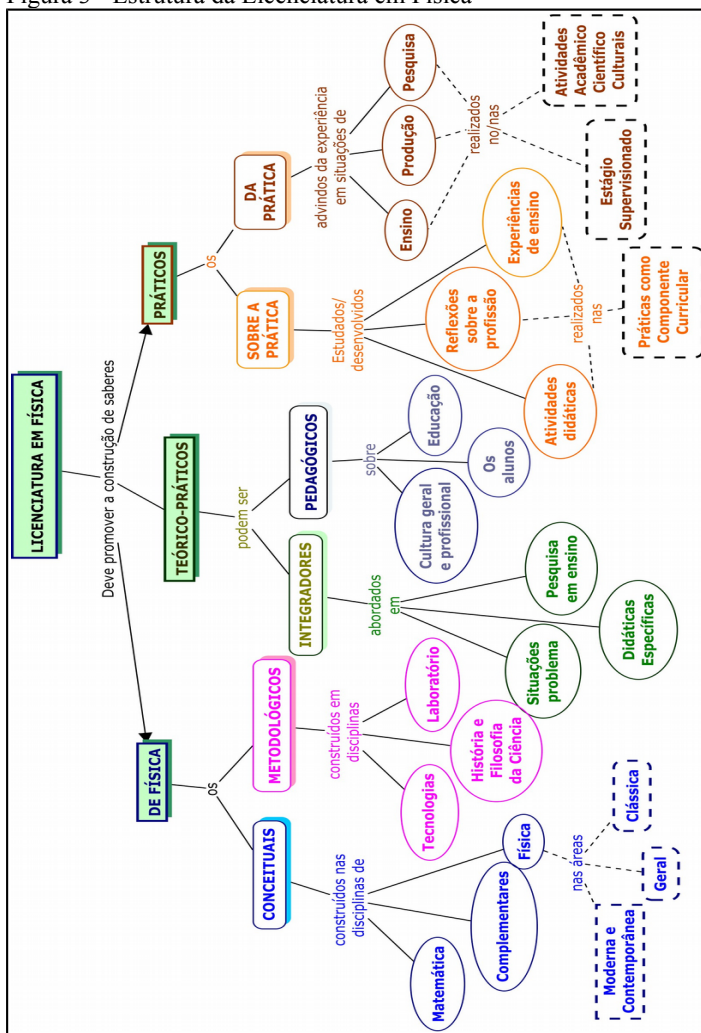 Figura - Estrutura da Licenciatura em Física
LICENCIATURA EM FÍSICA
Deve promover a construção de saberes
DE FÍSICA
TEÓRICO-PRÁTICOS
PRÁTICOS
os
podem ser
os
CONCEITUAIS
METODOLÓGICOS
INTEGRADORES
PEDAGÓGICOS
SOBRE A
PRÁTICA
DA
PRÁTICA
construídos nas
disciplinas de
construídos em
disciplinas
abordados
em
sobre
Estudados/
desenvolvidos
advindos da experiência
em situações de
Matemática
Complementares
Física
Tecnologias
História e
Filosofia
da Ciência
Laboratório
Situações
problema
Didáticas
Específicas
Pesquisa
em ensino
Cultura geral
e profissional
Os
alunos
Educação
Atividades
didáticas
Reflexões
sobre a
profissão
Experiências
de ensino
Ensino
Produção
Pesquisa
nas áreas
realizados
nas
realizados
no/nas
Moderna e
Contemporânea
Geral
Clássica
Práticas como
Componente
Curricular
Estágio
Supervisionado
Atividades
Acadêmico
Científico
Culturais